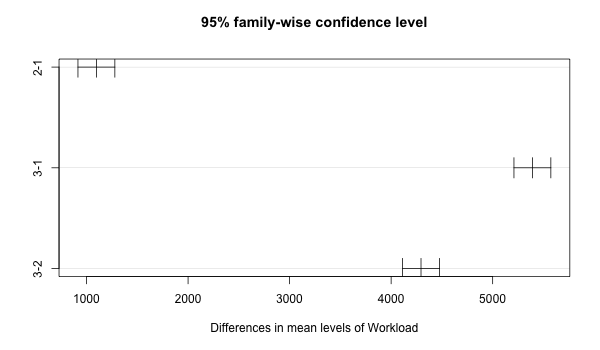 95% family-wise confidence level
2-1
3-1
3-2
1000 2000 3000 4000 5000
Differences in mean levels of Workload